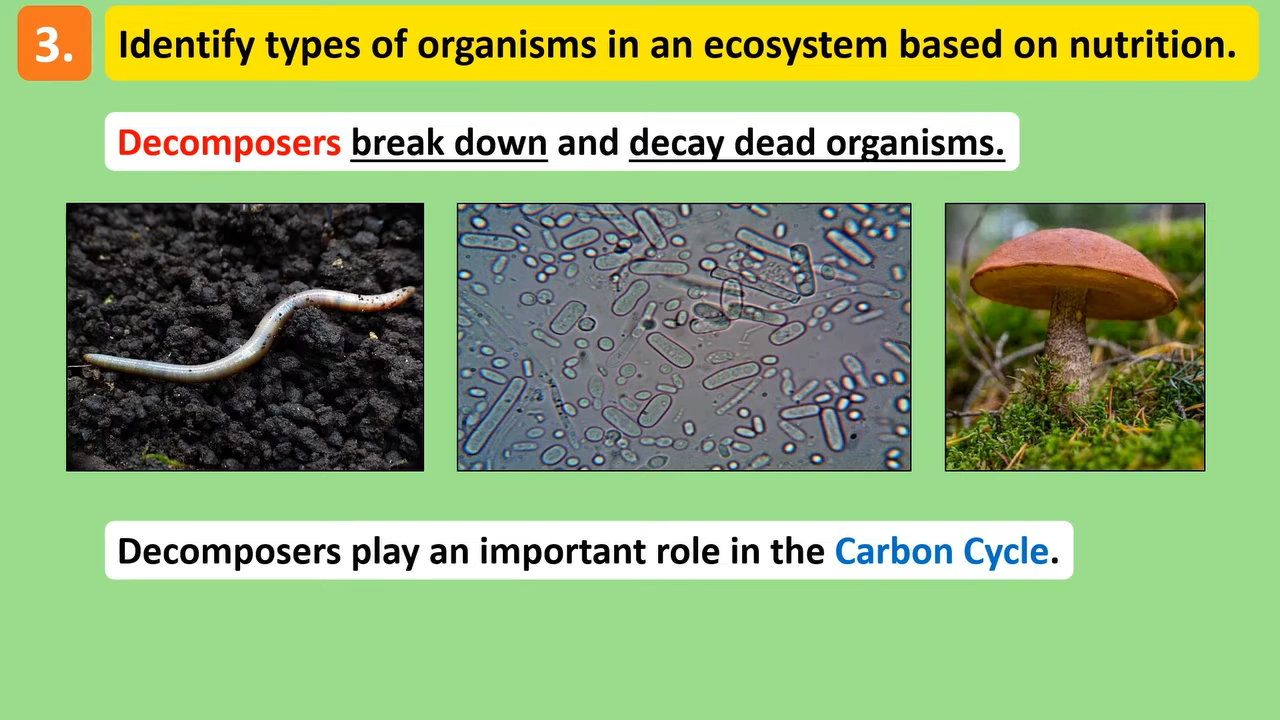 3.
Identify types of organisms in an ecosystem based on nutrition.
Decomposers break down and decay dead organisms.
Decomposers play an important role in the Carbon Cycle.